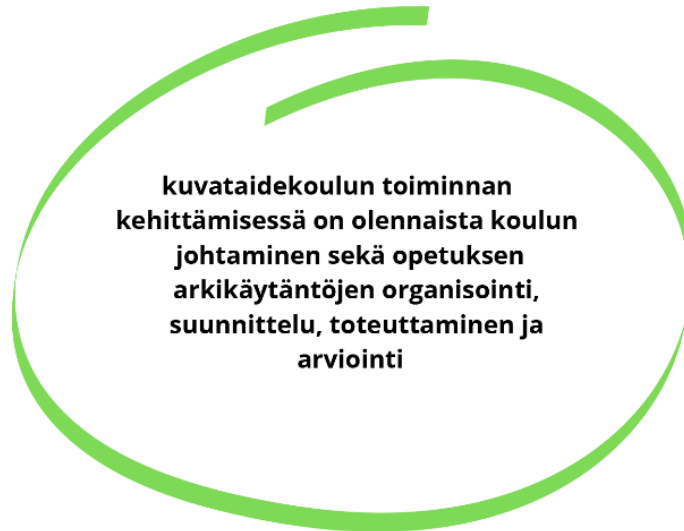 kuvataidekoulun toiminnan
kehittämisessä on olennaista koulun
johtaminen sekä opetuksen
arkikäytäntöjen organisointi,
suunnittelu, toteuttaminen ja
arviointi